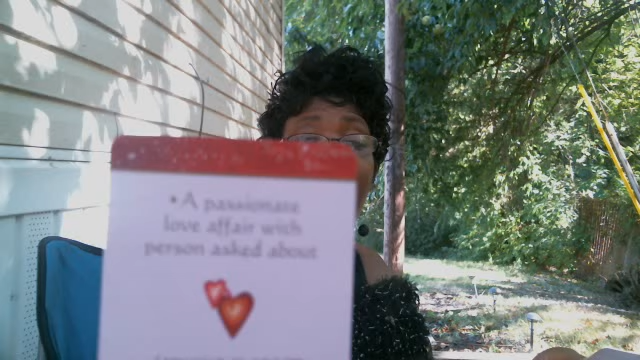 • A passionate
love affair with
person asked about